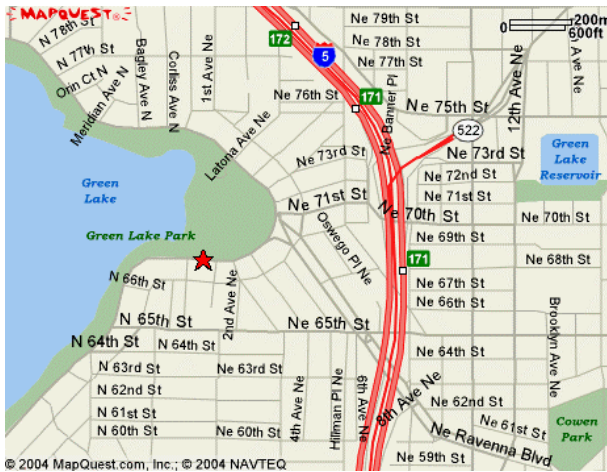 MAPQUEST
N 78th St
N 77th St
Orin Ct N
Meridian Ave N
Bagley Ave N
Corliss Ave N
1st Ave Ne
Latona Ave Ne
172
5
Ne 79th St
Ne 78th St
Ne 77th St
Ne 76th St
171
Ne Banner Pl
Ne 75th St
522
12th Ave Ne
200m
0
600ft
h Ave Ne
Ne 73rd St
Ne 73rd St
Ne 72nd St
Ne 71st St
Ne 71st St
Green
Lake
Reservoir
Green
Lake
Green Lake Park
Oswego Pl Ne
Ne 70th St
Ne 70th St
Ne 69th St
Ne 68th St
171
Ne 67th St
Ne 66th St
N 66th St
2nd Ave Ne
N 65th St
Ne 65th St
N 64th St
N 64th St
Ne 64th St
Brooklyn Ave Ne
N 63rd St
Ne 63rd St
N 62nd St
N 61st St
N 60th St
Ne 60th St
4th Ave Ne
Hillman Pl Ne
6th Ave Ne
8th Ave Ne
Ne 62nd St
Ne 61st St
Ne Ravenna Blvd
Ne 59th St
Cowen
Park
© 2004 MapQuest.com, Inc.; © 2004 NAVTEQ